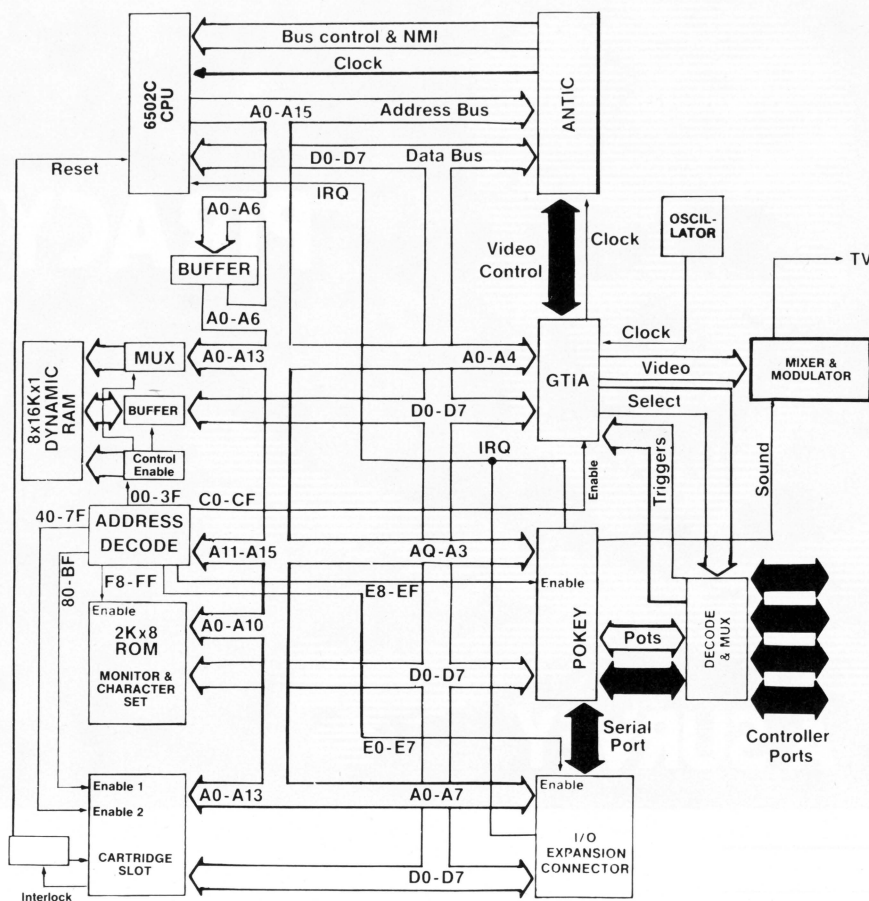 Bus control & NMI
Clock
6502C
CPU
ANTIC
A0-A15
Address Bus
D0-D7
Data Bus
Reset
IRQ
A0-A6
BUFFER
A0-A6
Video
Control
Clock
OSCIL-
LATOR
TV
Clock
8x16Kx1
DYNAMIC
RAM
MUX
A0-A13
A0-A4
GTIA
Video
MIXER &
MODULATOR
BUFFER
D0-D7
Select
Control
Enable
IRQ
Enable
Triggers
Sound
00-3F
C0-CF
40-7F
ADDRESS
DECODE
A11-A15
AQ-A3
80-BF
F8-FF
E8-EF
Enable
POKEY
Enable
A0-A10
2Kx8
ROM
MONITOR &
CHARACTER
SET
D0-D7
Pots
DECODE
& MUX
Serial
Port
Controller
Ports
E0-E7
Enable 1
Enable 2
A0-A13
A0-A7
Enable
CARTRIDGE
SLOT
I/O
EXPANSION
CONNECTOR
D0-D7
Interlock